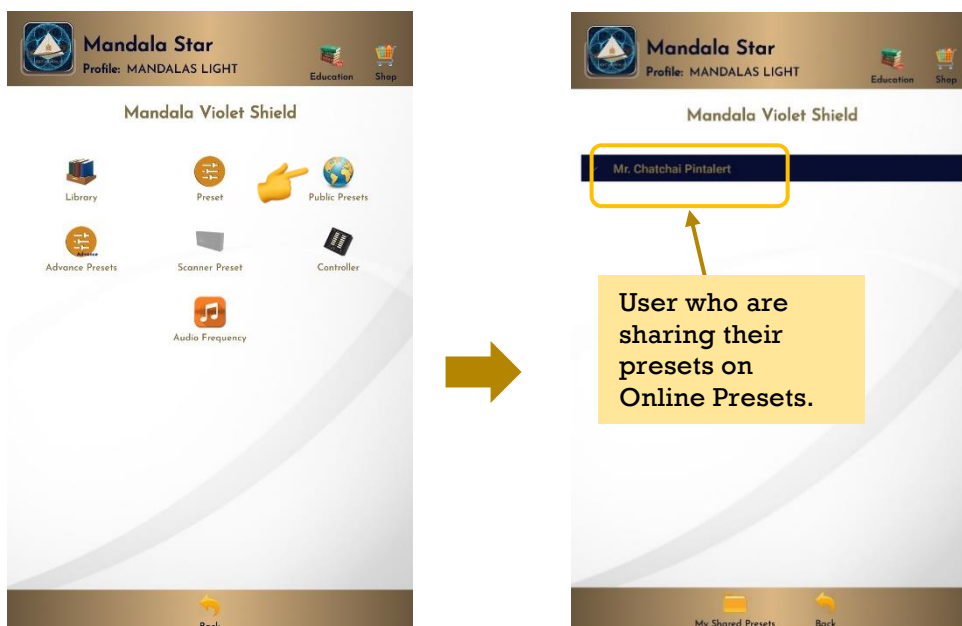 Mandala Star
Profile: MANDALAS LIGHT
Education
Shop
Mandala Violet Shield
Library
Preset
Public Presets
Advance
Advance Presets
Scanner Preset
Controller
Audio Frequency
Back
Mandala Star
Profile: MANDALAS LIGHT
Education
Shop
Mandala Violet Shield
Mr. Chatchai Pintalert
User who are
sharing their
presets on
Online Presets.
My Shared Presets
Back